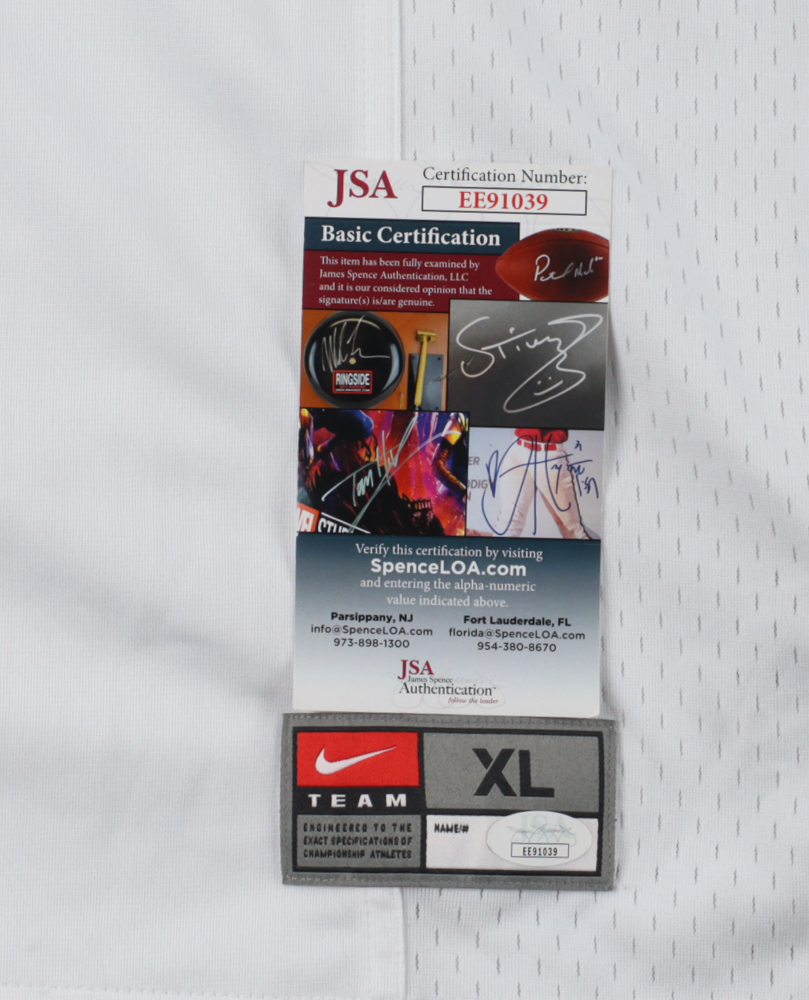 JSA
Certification Number:
EE91039
Basic Certification
This item has been fully examined by
James Spence Authentication, LLC
and it is our considered opinion that the
signature(s) is/are genuine.
RINGSIDE
Verify this certification by visiting
SpenceLOA.com
and entering the alpha-numeric
value indicated above.
Parsippany, NJ
info@SpenceLOA.com
973-898-1300
Fort Lauderdale, FL
florida@SpenceLOA.com
954-380-8670
JSA
James Spence
Authentication
follow the leader
TEAM
XL
ENGINEERED TO THE
EXACT SPECIFICATIONS OF
CHAMPIONSHIP ATHLETES
NAME/#
JSA
EE91039